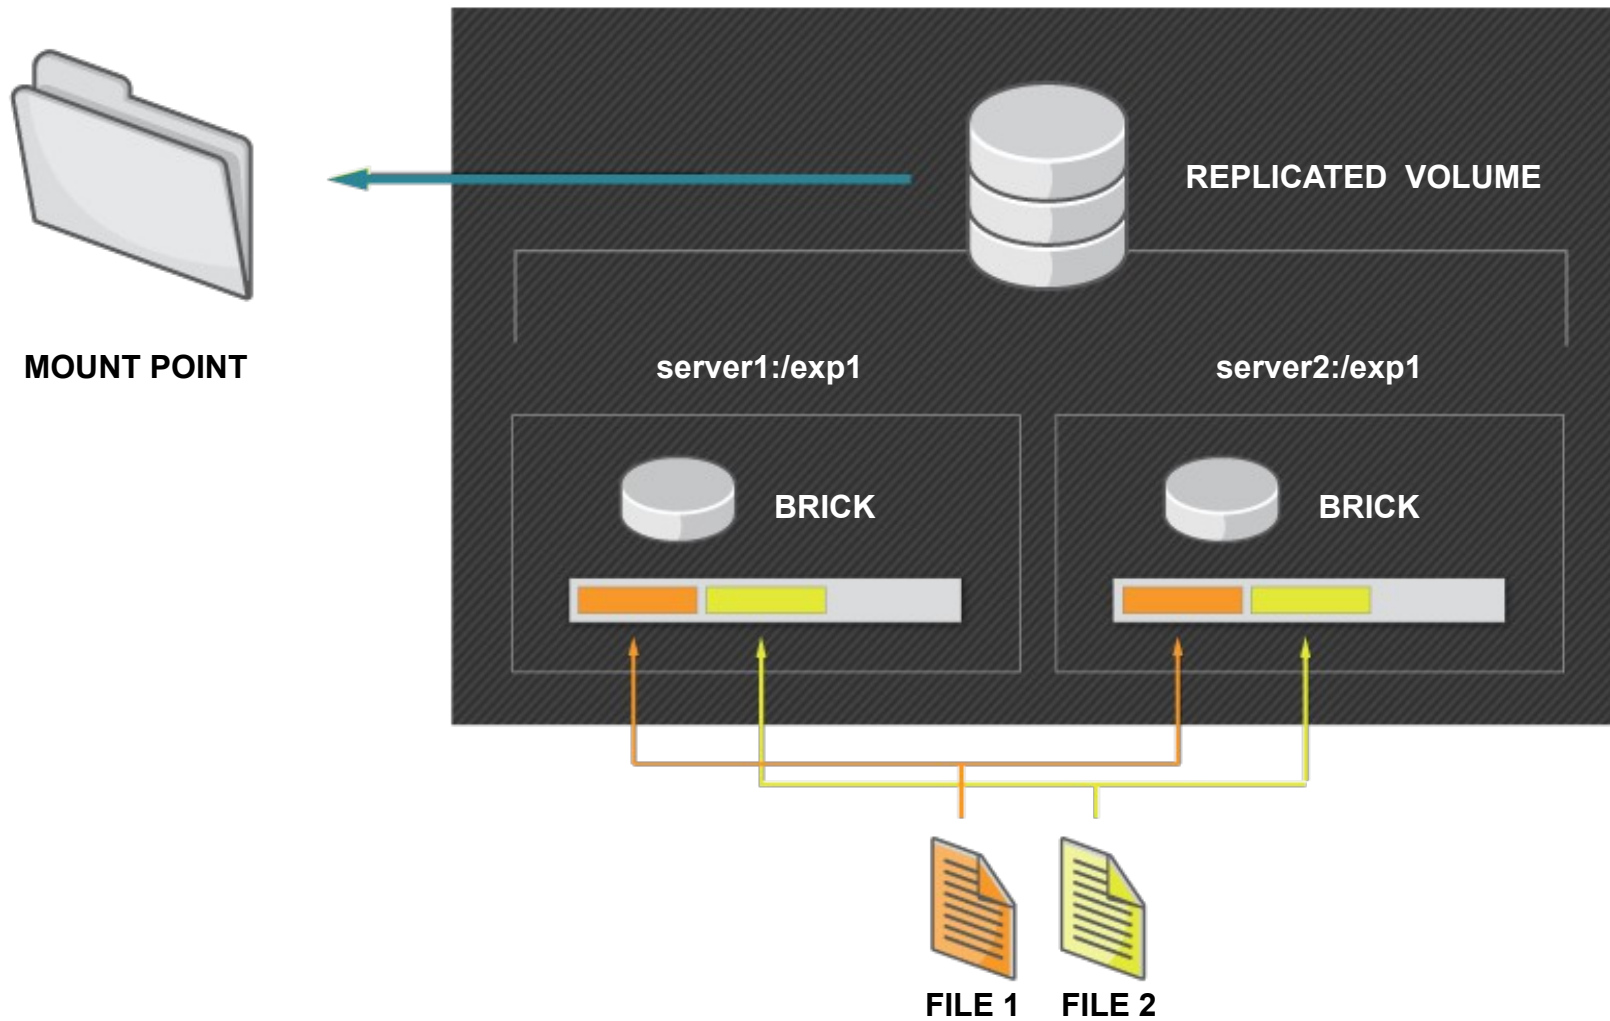 REPLICATED VOLUME
MOUNT POINT
server1:/exp1
server2:/exp1
BRICK
BRICK
FILE 1
FILE 2